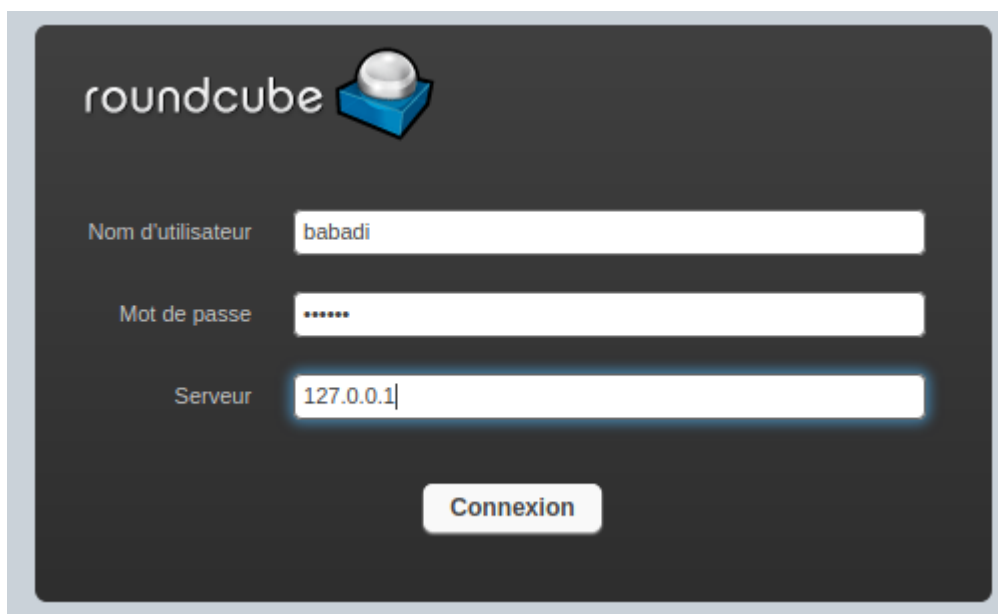 roundcube
Nom d'utilisateur babadi
Mot de passe ••••••
Serveur 127.0.0.1
Connexion